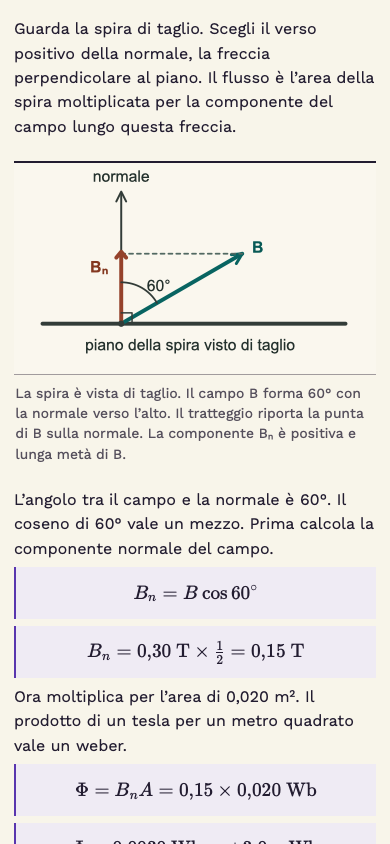 Guarda la spira di taglio. Scegli il verso
positivo della normale, la freccia
perpendicolare al piano. Il flusso è l’area della
spira moltiplicata per la componente del
campo lungo questa freccia.
normale
B
Bₙ
60°
piano della spira visto di taglio
La spira è vista di taglio. Il campo B forma 60° con
la normale verso l’alto. Il tratteggio riporta la punta
di B sulla normale. La componente Bₙ è positiva e
lunga metà di B.
L’angolo tra il campo e la normale è 60°. Il
coseno di 60° vale un mezzo. Prima calcola la
componente normale del campo.
Bₙ = B cos 60°
Bₙ = 0,30 T × 1/2 = 0,15 T
Ora moltiplica per l’area di 0,020 m². Il
prodotto di un tesla per un metro quadrato
vale un weber.
Φ = BₙA = 0,15 × 0,020 Wb